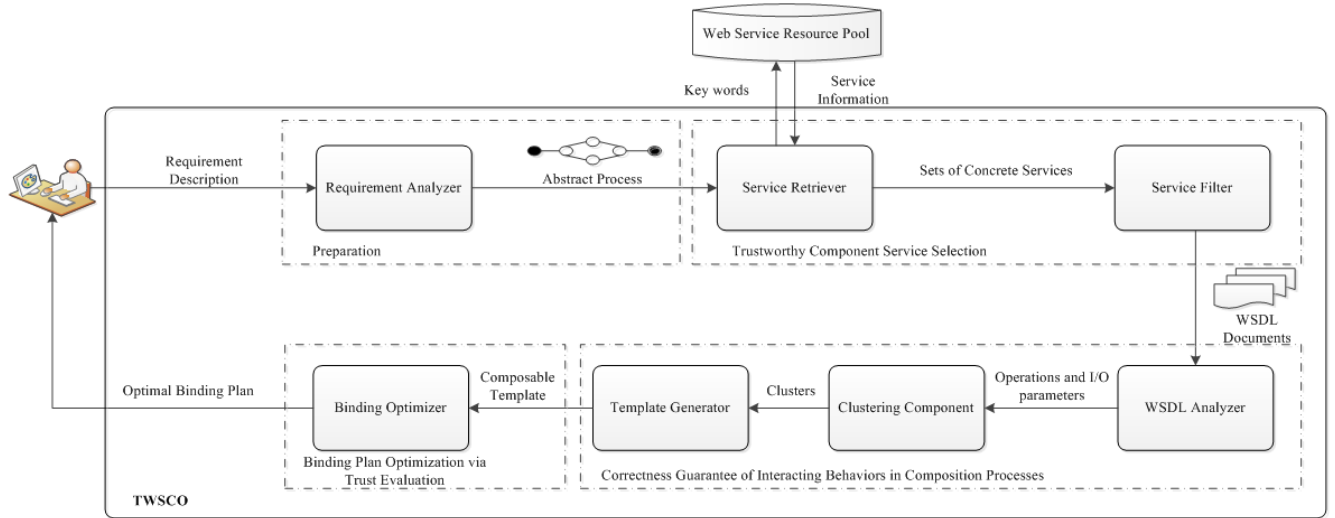 Web Service Resource Pool
Key words
Service
Information
Requirement
Description
Requirement Analyzer
Abstract Process
Service Retriever
Sets of Concrete Services
Service Filter
Preparation
Trustworthy Component Service Selection
WSDL
Documents
Optimal Binding Plan
Binding Optimizer
Composable
Template
Template Generator
Clusters
Clustering Component
Operations and I/O
parameters
WSDL Analyzer
Binding Plan Optimization via
Trust Evaluation
Correctness Guarantee of Interacting Behaviors in Composition Processes
TWSCO